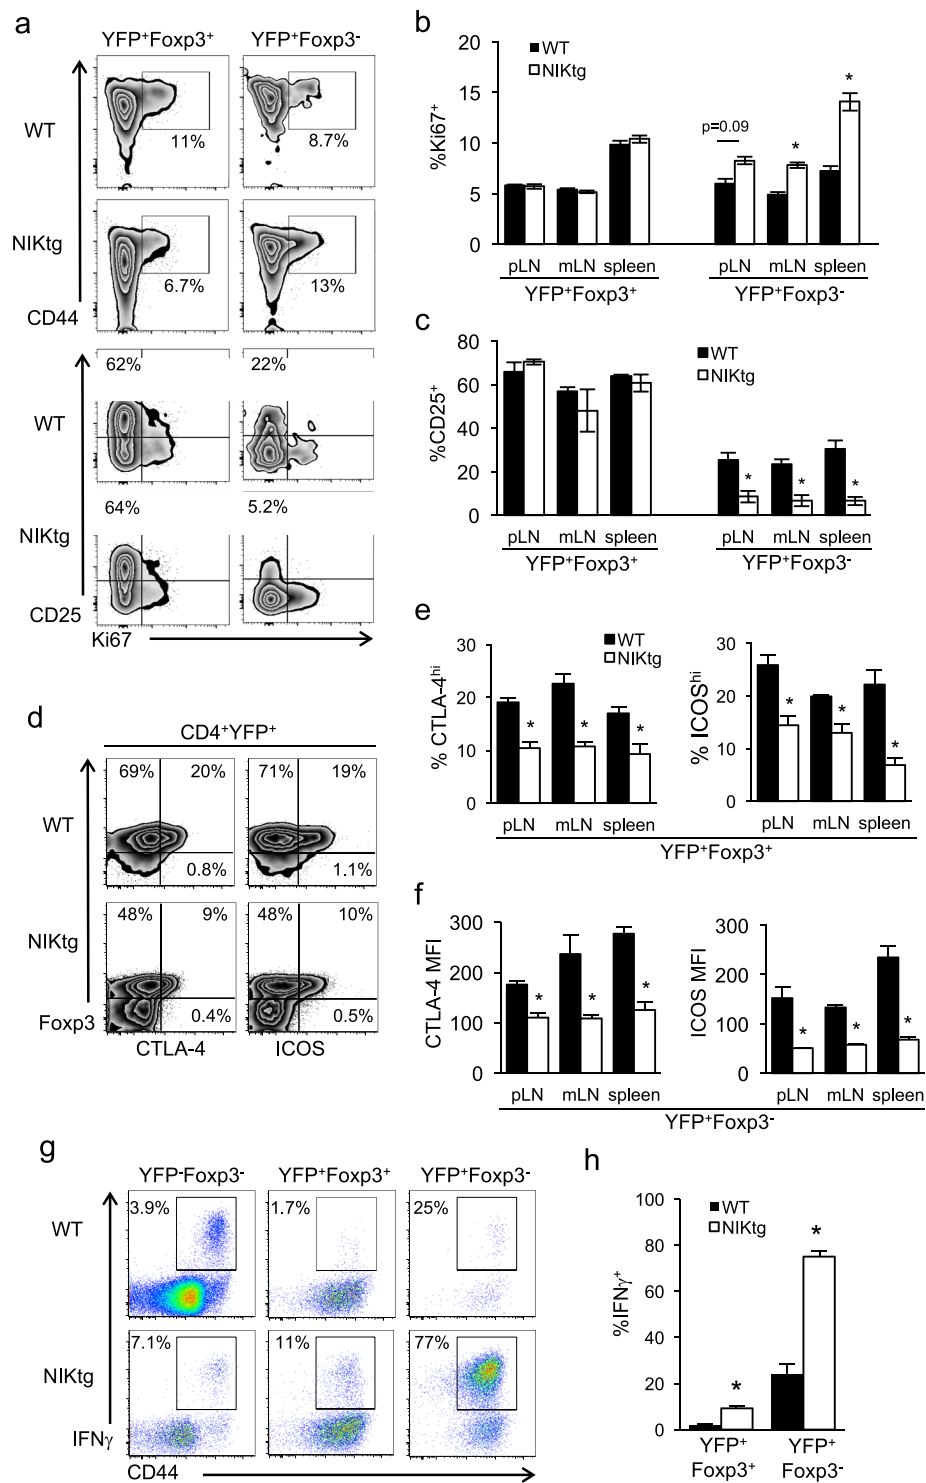 a
YFP⁺Foxp3⁺ YFP⁺Foxp3⁻
WT
11% 8.7%
NIKtg
6.7% 13%
CD44
62% 22%
WT
64% 5.2%
NIKtg
CD25
Ki67
b
%Ki67⁺
20
15
10
5
0
WT
NIKtg
p=0.09
*
*
pLN mLN spleen pLN mLN spleen
YFP⁺Foxp3⁺ YFP⁺Foxp3⁻
c
%CD25⁺
80
60
40
20
0
WT
NIKtg
* * *
pLN mLN spleen pLN mLN spleen
YFP⁺Foxp3⁺ YFP⁺Foxp3⁻
d
CD4⁺YFP⁺
69% 20% 71% 19%
WT
0.8% 1.1%
48% 9% 48% 10%
NIKtg
0.4% 0.5%
Foxp3
CTLA-4 ICOS
e
% CTLA-4ʰⁱ
30
20
10
0
WT
NIKtg
* * *
pLN mLN spleen
% ICOSʰⁱ
30
20
10
0
* * *
pLN mLN spleen
YFP⁺Foxp3⁺
f
CTLA-4 MFI
300
200
100
0
* * *
pLN mLN spleen
ICOS MFI
300
200
100
0
* * *
pLN mLN spleen
YFP⁺Foxp3⁻
g
YFP⁻Foxp3⁻ YFP⁺Foxp3⁺ YFP⁺Foxp3⁻
3.9% 1.7% 25%
WT
7.1% 11% 77%
NIKtg
IFNγ
CD44
h
%IFNγ⁺
100
80
60
40
20
0
WT
NIKtg
*
*
YFP⁺ YFP⁺
Foxp3⁺ Foxp3⁻